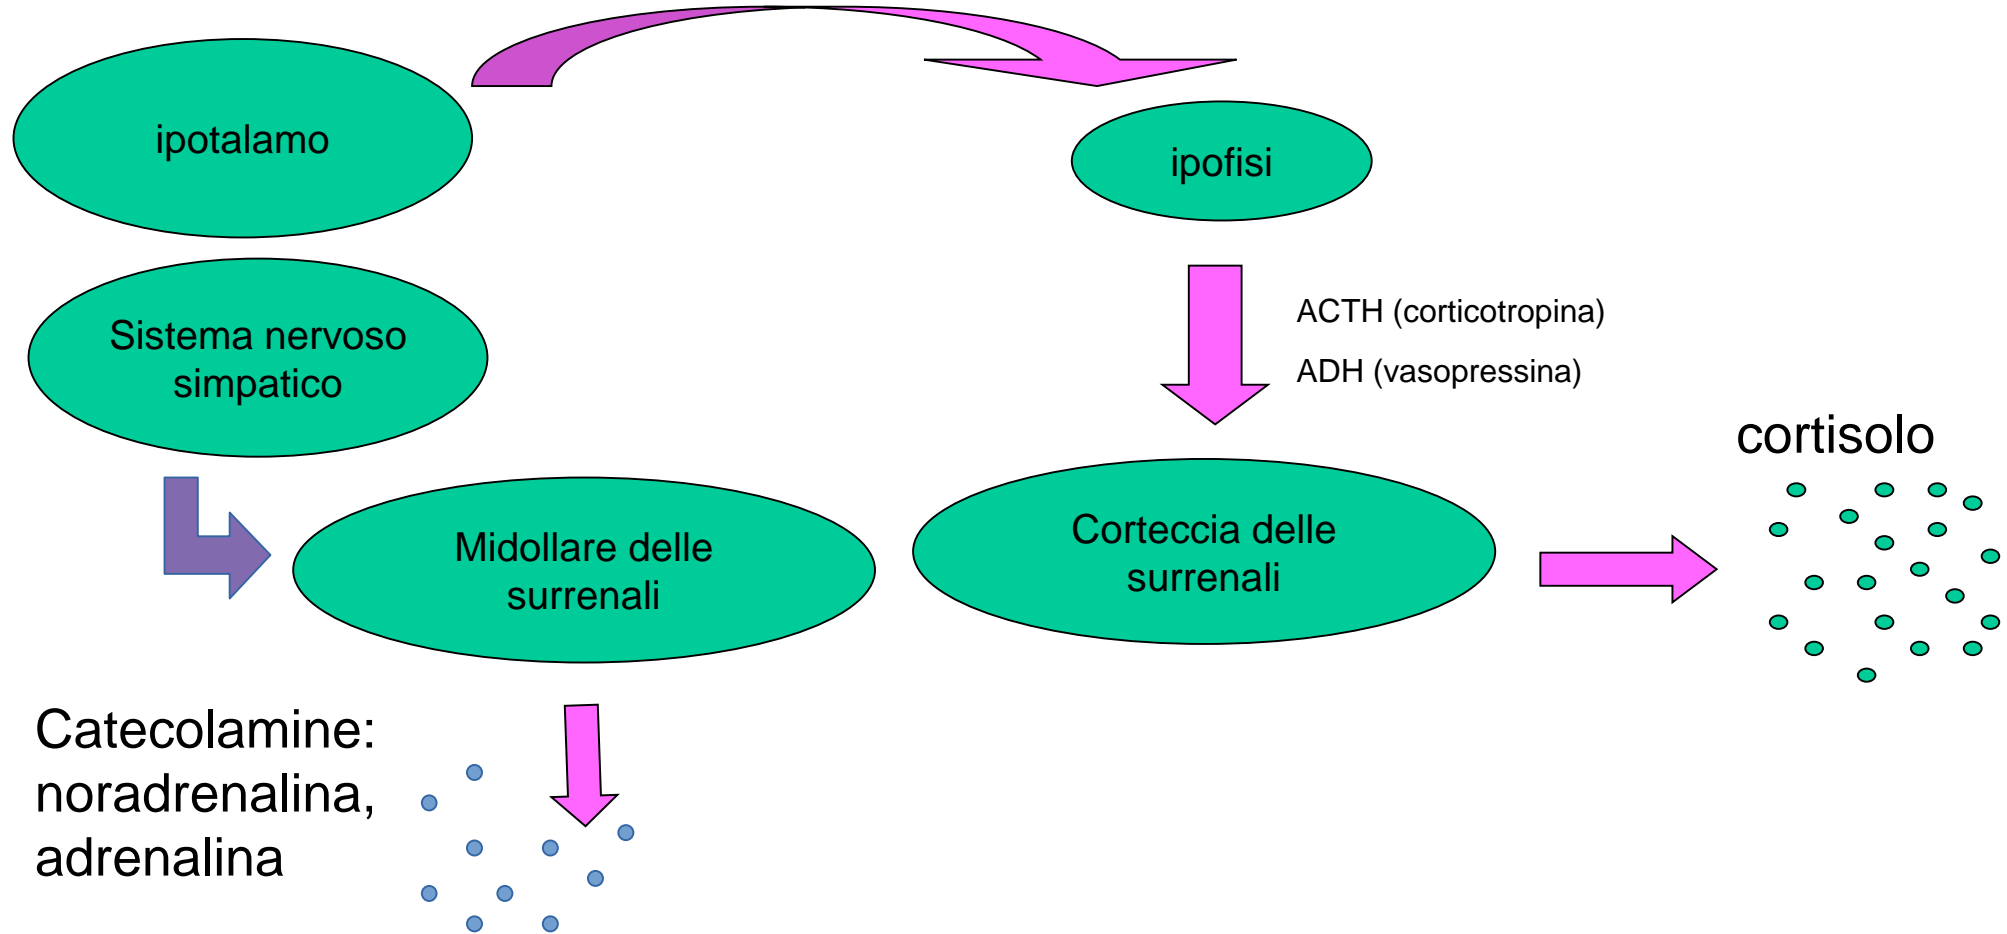 ipotalamo
ipofisi
Sistema nervoso
simpatico
ACTH (corticotropina)
ADH (vasopressina)
cortisolo
Midollare delle
surrenali
Corteccia delle
surrenali
Catecolamine:
noradrenalina,
adrenalina